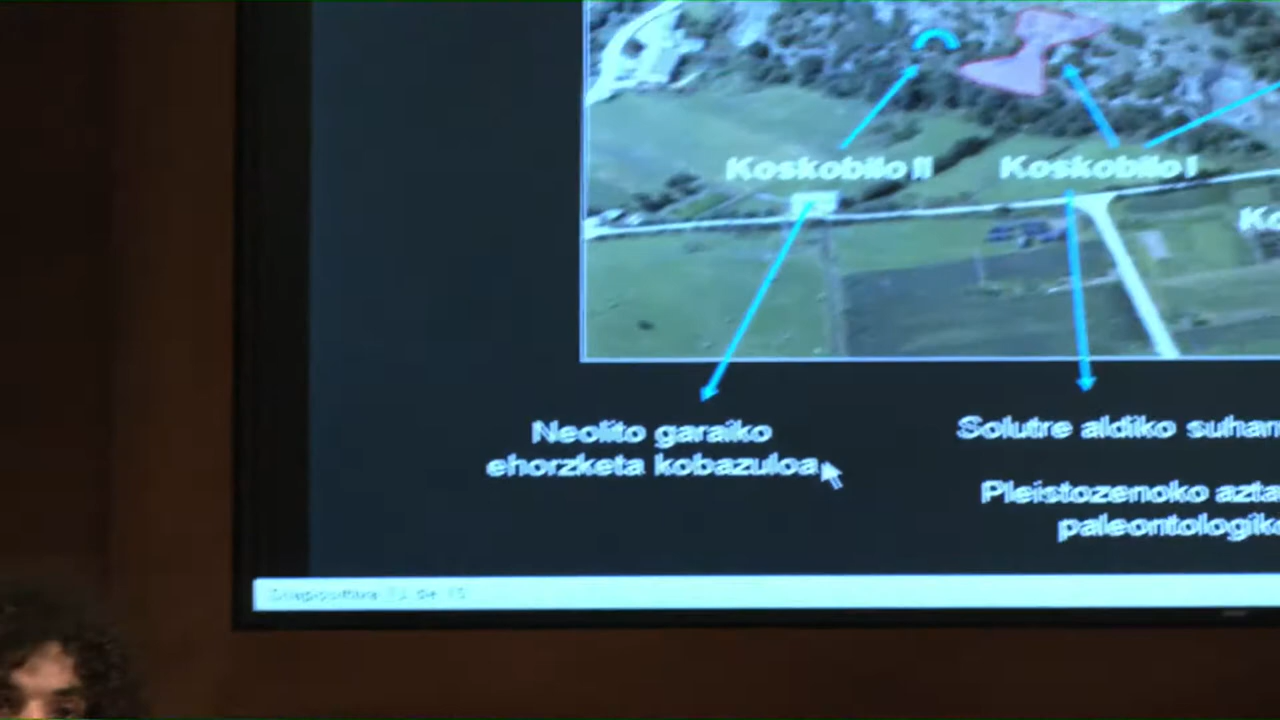 Koskobilo II
Koskobilo I
Neolito garaiko
ehorzketa kobazuloa
Solutre aldiko
Pleistozenoko